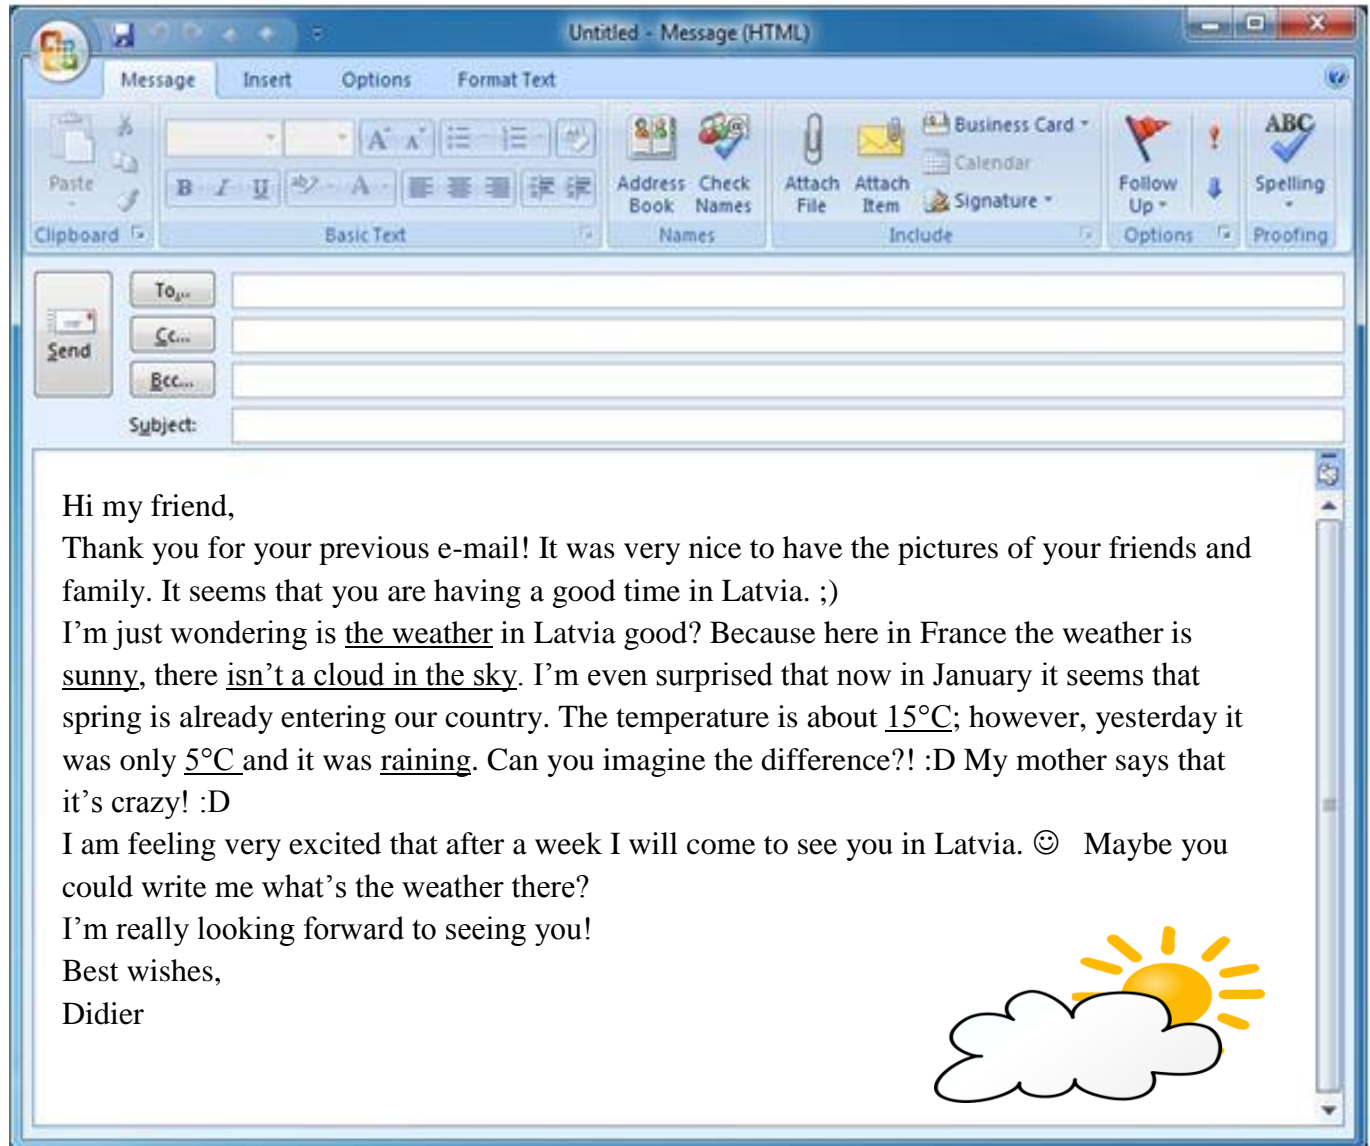 Untitled - Message (HTML)
Message Insert Options Format Text
Paste
Clipboard
B I U
A A
A
Basic Text
Address Book
Check Names
Names
Attach File
Attach Item
Business Card
Calendar
Signature
Include
Follow Up
Options
ABC
Spelling
Proofing
Send
To...
Cc...
Bcc...
Subject:
Hi my friend,
Thank you for your previous e-mail! It was very nice to have the pictures of your friends and
family. It seems that you are having a good time in Latvia. ;)
I’m just wondering is the weather in Latvia good? Because here in France the weather is
sunny, there isn’t a cloud in the sky. I’m even surprised that now in January it seems that
spring is already entering our country. The temperature is about 15°C; however, yesterday it
was only 5°C and it was raining. Can you imagine the difference?! :D My mother says that
it’s crazy! :D
I am feeling very excited that after a week I will come to see you in Latvia. ☺ Maybe you
could write me what’s the weather there?
I’m really looking forward to seeing you!
Best wishes,
Didier